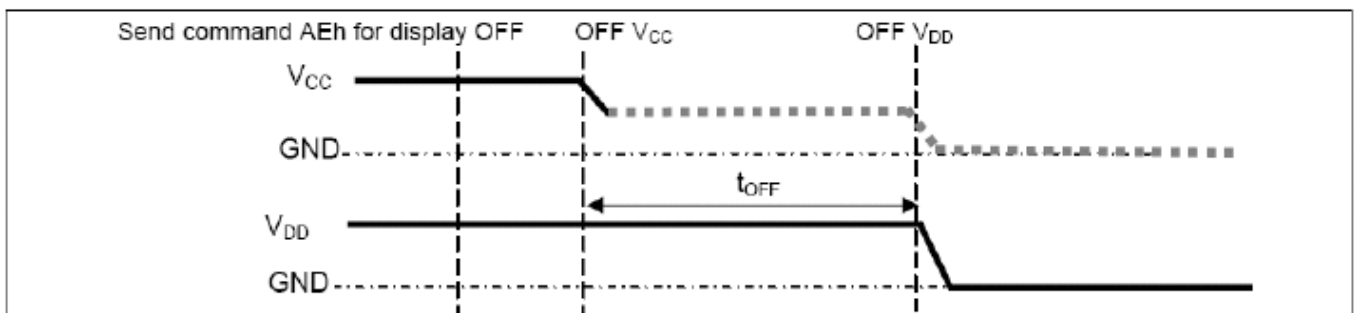 Send command AEh for display OFF OFF VCC OFF VDD
VCC
GND
tOFF
VDD
GND